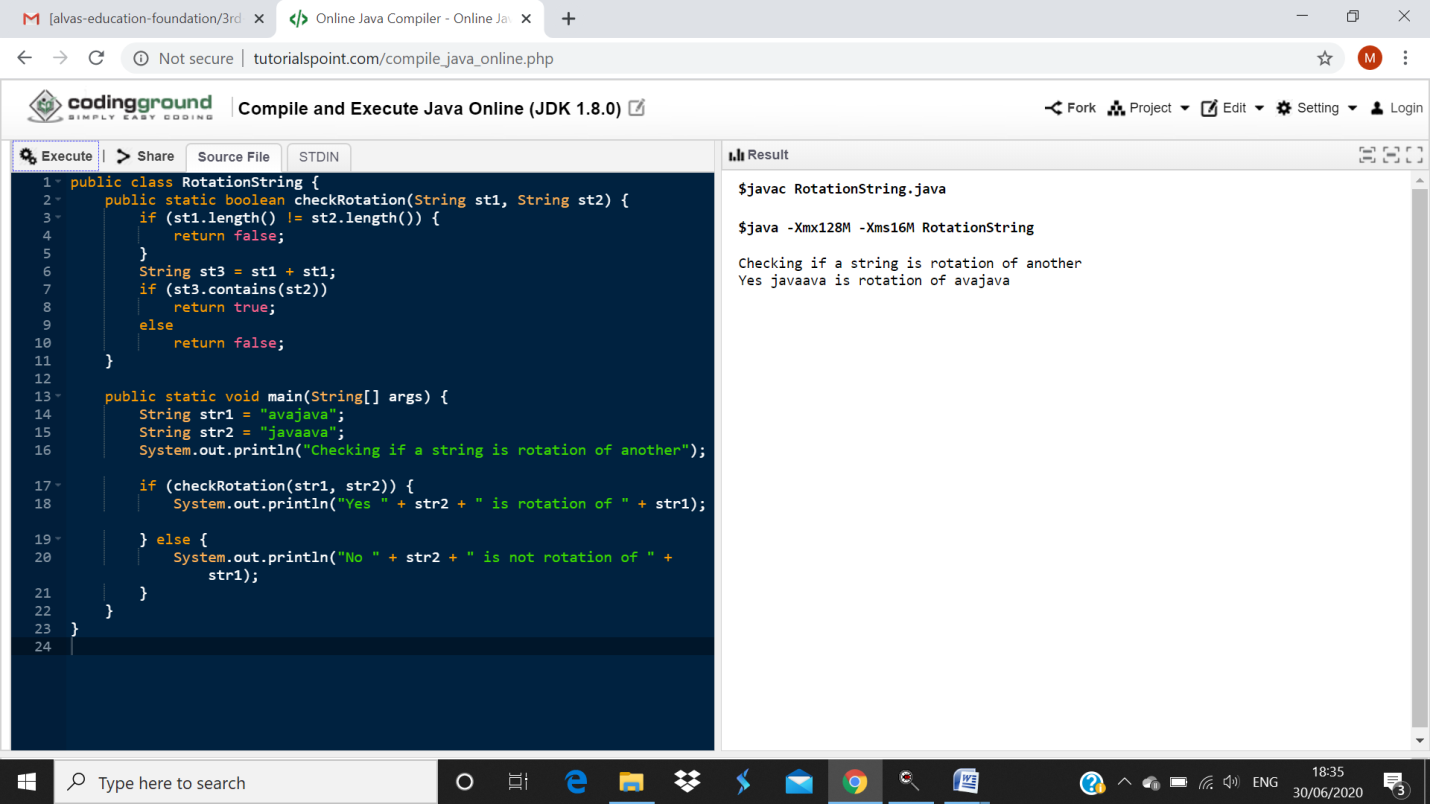 [alvas-education-foundation/3rd
Online Java Compiler - Online Jav
Not secure tutorialspoint.com/compile_java_online.php
M
codingground
SIMPLY EASY CODING
Compile and Execute Java Online (JDK 1.8.0)
Fork Project Edit Setting Login
Execute | Share Source File STDIN
Result
1 public class RotationString {
2 public static boolean checkRotation(String st1, String st2) {
3 if (st1.length() != st2.length()) {
4 return false;
5 }
6 String st3 = st1 + st1;
7 if (st3.contains(st2))
8 return true;
9 else
10 return false;
11 }
12
13 public static void main(String[] args) {
14 String str1 = "avajava";
15 String str2 = "javaava";
16 System.out.println("Checking if a string is rotation of another");
17 if (checkRotation(str1, str2)) {
18 System.out.println("Yes " + str2 + " is rotation of " + str1);
19 } else {
20 System.out.println("No " + str2 + " is not rotation of " +
str1);
21 }
22 }
23 }
24
$javac RotationString.java
$java -Xmx128M -Xms16M RotationString
Checking if a string is rotation of another
Yes javaava is rotation of avajava
Type here to search
ENG
18:35
30/06/2020
3